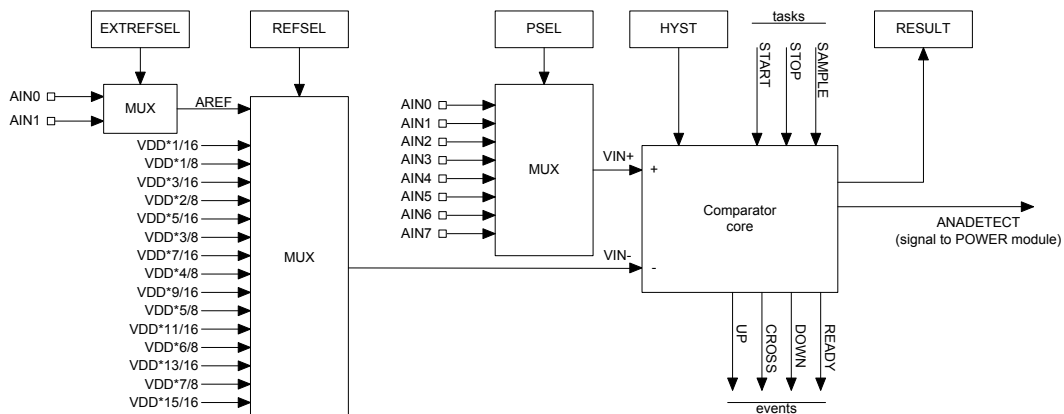 EXTREFSEL
REFSEL
PSEL
HYST
tasks
RESULT
START
STOP
SAMPLE
AIN0
AIN1
MUX
AREF
VDD*1/16
VDD*1/8
VDD*3/16
VDD*2/8
VDD*5/16
VDD*3/8
VDD*7/16
VDD*4/8
VDD*9/16
VDD*5/8
VDD*11/16
VDD*6/8
VDD*13/16
VDD*7/8
VDD*15/16
MUX
AIN0
AIN1
AIN2
AIN3
AIN4
AIN5
AIN6
AIN7
MUX
VIN+
VIN-
+
-
Comparator
core
ANADETECT
(signal to POWER module)
UP
CROSS
DOWN
READY
events